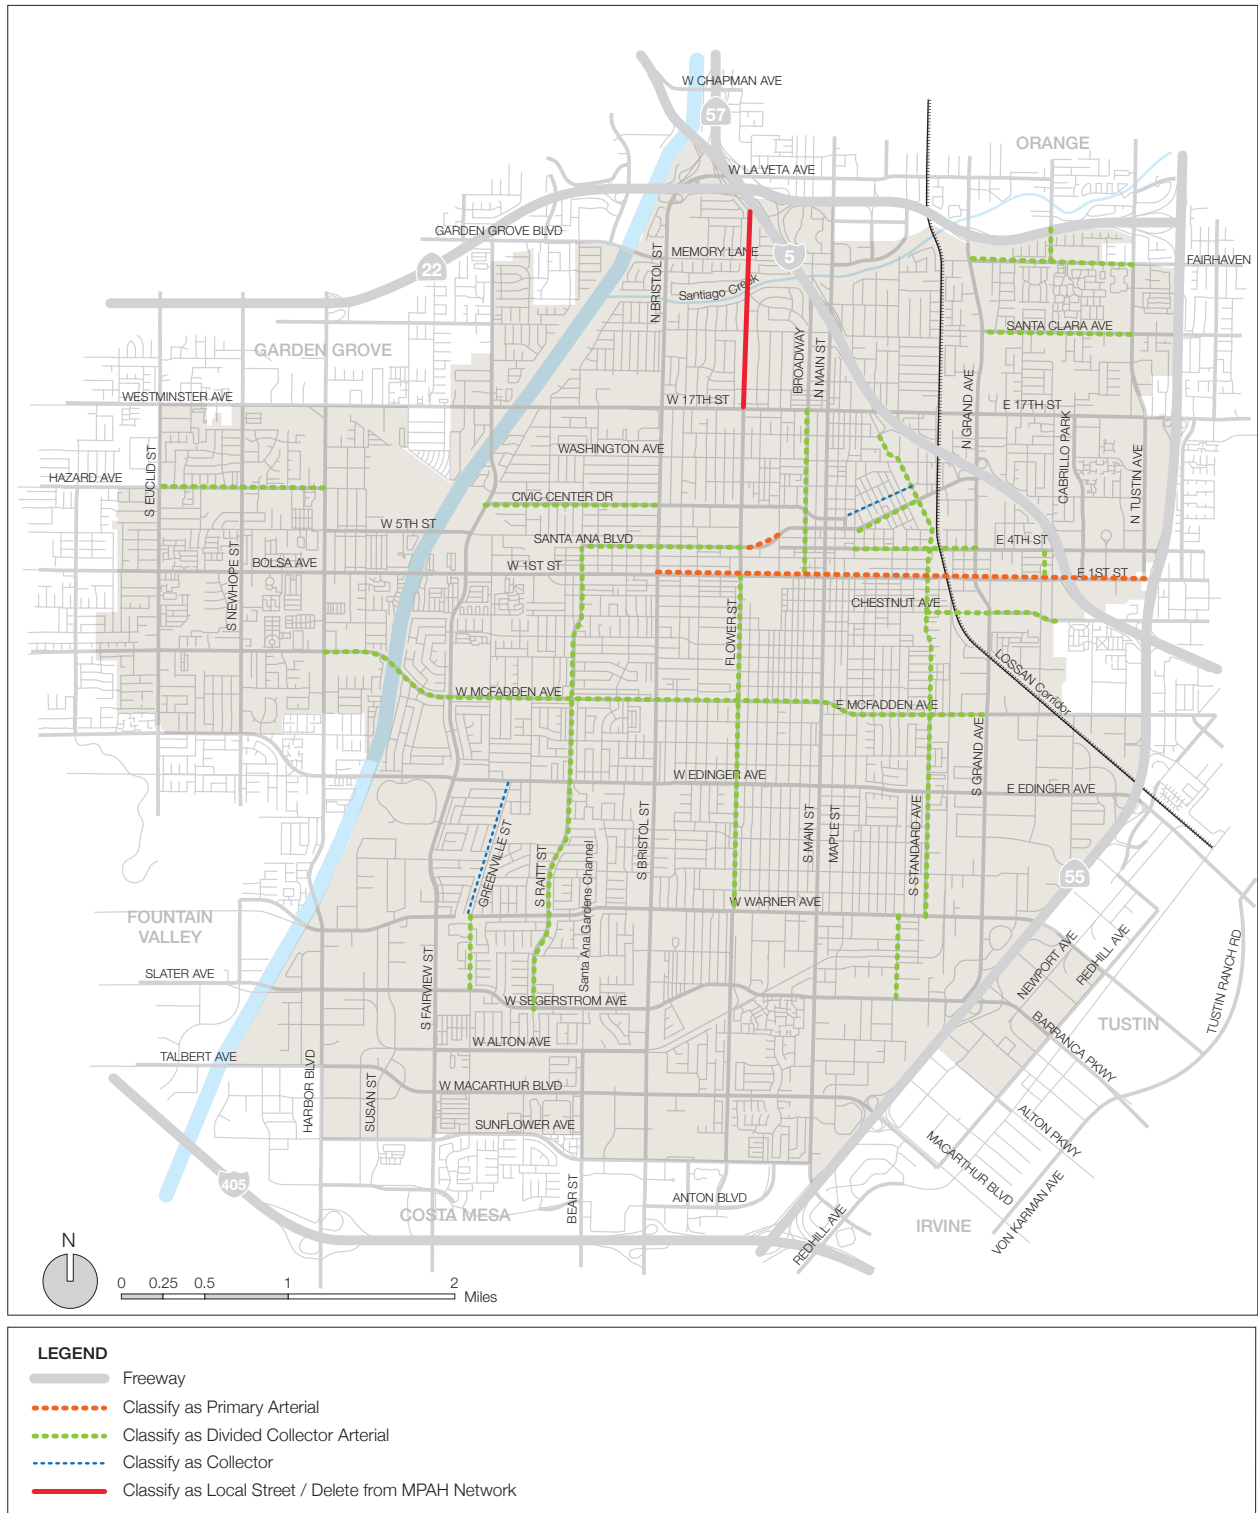 W CHAPMAN AVE
57
ORANGE
W LA VETA AVE
GARDEN GROVE BLVD
22
MEMORY LANE
5
FAIRHAVEN
Santiago Creek
N BRISTOL ST
SANTA CLARA AVE
GARDEN GROVE
BROADWAY
N MAIN ST
WESTMINSTER AVE
W 17TH ST
E 17TH ST
N GRAND AVE
CABRILLO PARK
N TUSTIN AVE
WASHINGTON AVE
S EUCLID ST
HAZARD AVE
CIVIC CENTER DR
W 5TH ST
SANTA ANA BLVD
E 4TH ST
S NEWHOPE ST
BOLSA AVE
W 1ST ST
E 1ST ST
CHESTNUT AVE
FLOWER ST
LOSSAN Corridor
W MCFADDEN AVE
E MCFADDEN AVE
S GRAND AVE
W EDINGER AVE
E EDINGER AVE
GREENVILLE ST
S RAITT ST
Santa Ana Gardens Channel
S BRISTOL ST
S MAIN ST
MAPLE ST
S STANDARD AVE
55
W WARNER AVE
FOUNTAIN
VALLEY
SLATER AVE
S FAIRVIEW ST
W SEGERSTROM AVE
NEWPORT AVE
REDHILL AVE
TUSTIN RANCH RD
BARRANCA PKWY
TUSTIN
W ALTON AVE
TALBERT AVE
HARBOR BLVD
SUSAN ST
W MACARTHUR BLVD
SUNFLOWER AVE
ALTON PKWY
MACARTHUR BLVD
405
BEAR ST
ANTON BLVD
COSTA MESA
REDHILL AVE
IRVINE
VON KARMAN AVE
N
0 0.25 0.5 1 2
Miles
LEGEND
Freeway
Classify as Primary Arterial
Classify as Divided Collector Arterial
Classify as Collector
Classify as Local Street / Delete from MPAH Network